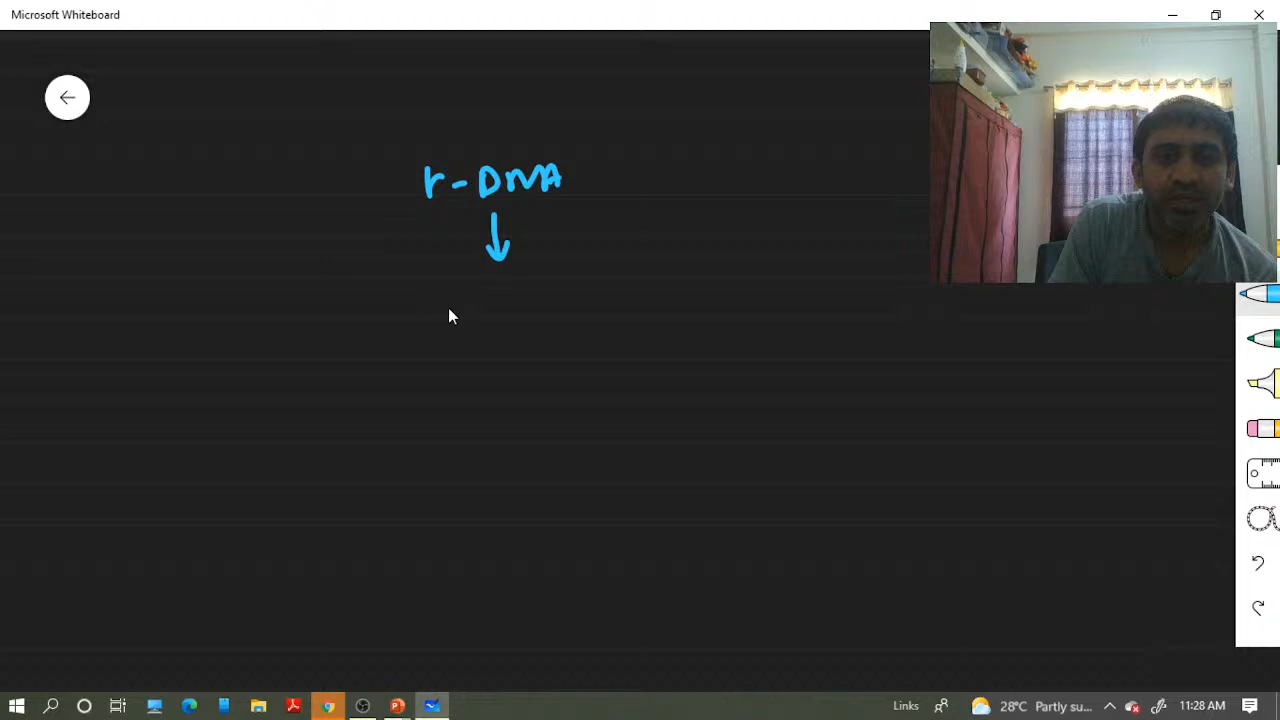 Microsoft Whiteboard
r-DNA
↓
Links
28°C Partly su...
11:28 AM